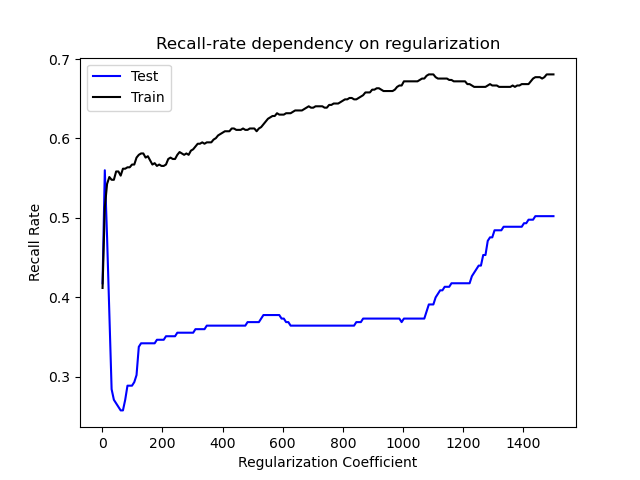 Recall-rate dependency on regularization
Test
Train
Recall Rate
0.7
0.6
0.5
0.4
0.3
0 200 400 600 800 1000 1200 1400
Regularization Coefficient